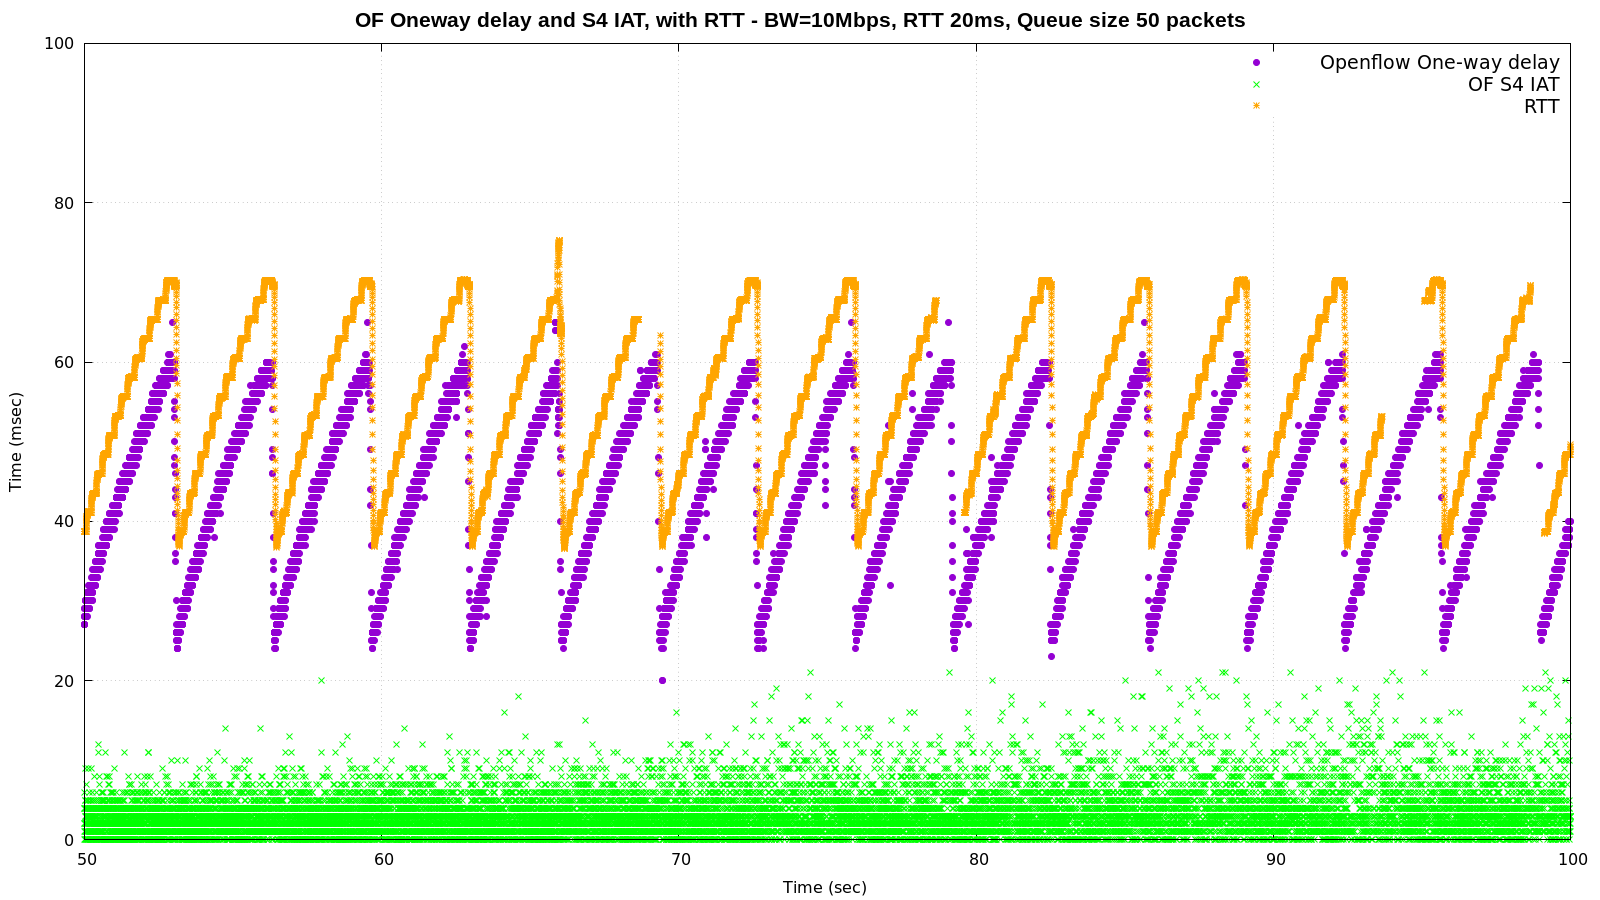 OF Oneway delay and S4 IAT, with RTT - BW=10Mbps, RTT 20ms, Queue size 50 packets
100
80
60
40
20
0
Time (msec)
Openflow One-way delay
OF S4 IAT
RTT
50
60
70
80
90
100
Time (sec)